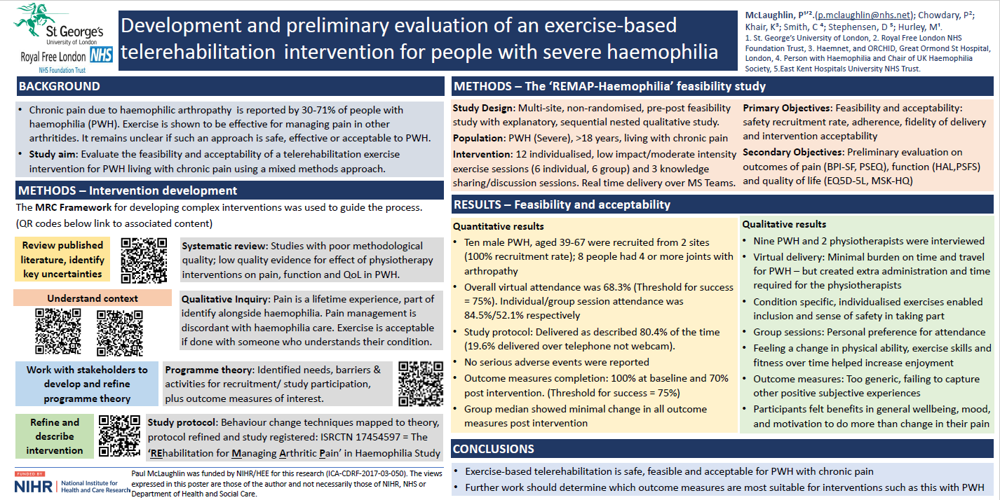 St George's
University of London
Royal Free London NHS
NHS Foundation Trust
Development and preliminary evaluation of an exercise-based
telerehabilitation intervention for people with severe haemophilia
McLaughlin, P¹′².(p.mclaughlin@nhs.net); Chowdary, P²;
Khair, K³; Smith, C ⁴; Stephensen, D ⁵; Hurley, M¹.
1. St. George's University of London, 2. Royal Free London NHS
Foundation Trust, 3. Haemnet, and ORCHID, Great Ormond St Hospital,
London, 4. Person with Haemophilia and Chair of UK Haemophilia
Society, 5.East Kent Hospitals University NHS Trust.
BACKGROUND
• Chronic pain due to haemophilic arthropathy is reported by 30-71% of people with
haemophilia (PWH). Exercise is shown to be effective for managing pain in other
arthritides. It remains unclear if such an approach is safe, effective or acceptable to PWH.
• Study aim: Evaluate the feasibility and acceptability of a telerehabilitation exercise
intervention for PWH living with chronic pain using a mixed methods approach.
METHODS – Intervention development
The MRC Framework for developing complex interventions was used to guide the process.
(QR codes below link to associated content)
Review published
literature, identify
key uncertainties
Systematic review: Studies with poor methodological
quality; low quality evidence for effect of physiotherapy
interventions on pain, function and QoL in PWH.
Understand context
Qualitative Inquiry: Pain is a lifetime experience, part of
identify alongside haemophilia. Pain management is
discordant with haemophilia care. Exercise is acceptable
if done with someone who understands their condition.
Work with stakeholders to
develop and refine
programme theory
Programme theory: Identified needs, barriers &
activities for recruitment/ study participation,
plus outcome measures of interest.
Refine and
describe
intervention
Study protocol: Behaviour change techniques mapped to theory,
protocol refined and study registered: ISRCTN 17454597 = The
'REhabilitation for Managing Arthritic Pain' in Haemophilia Study
FUNDED BY
NIHR | National Institute for
Health and Care Research
Paul McLaughlin was funded by NIHR/HEE for this research (ICA-CDRF-2017-03-050). The views
expressed in this poster are those of the author and not necessarily those of NIHR, NHS or
Department of Health and Social Care.
METHODS – The 'REMAP-Haemophilia' feasibility study
Study Design: Multi-site, non-randomised, pre-post feasibility
study with explanatory, sequential nested qualitative study.
Population: PWH (Severe), >18 years, living with chronic pain
Intervention: 12 individualised, low impact/moderate intensity
exercise sessions (6 individual, 6 group) and 3 knowledge
sharing/discussion sessions. Real time delivery over MS Teams.
Primary Objectives: Feasibility and acceptability:
safety recruitment rate, adherence, fidelity of delivery
and intervention acceptability
Secondary Objectives: Preliminary evaluation on
outcomes of pain (BPI-SF, PSEQ), function (HAL,PSFS)
and quality of life (EQ5D-5L, MSK-HQ)
RESULTS – Feasibility and acceptability
Quantitative results
• Ten male PWH, aged 39-67 were recruited from 2 sites
(100% recruitment rate); 8 people had 4 or more joints with
arthropathy
• Overall virtual attendance was 68.3% (Threshold for success
= 75%). Individual/group session attendance was
84.5%/52.1% respectively
• Study protocol: Delivered as described 80.4% of the time
(19.6% delivered over telephone not webcam).
• No serious adverse events were reported
• Outcome measures completion: 100% at baseline and 70%
post intervention. (Threshold for success = 75%)
• Group median showed minimal change in all outcome
measures post intervention
Qualitative results
• Nine PWH and 2 physiotherapists were interviewed
• Virtual delivery: Minimal burden on time and travel
for PWH – but created extra administration and time
required for the physiotherapists
• Condition specific, individualised exercises enabled
inclusion and sense of safety in taking part
• Group sessions: Personal preference for attendance
• Feeling a change in physical ability, exercise skills and
fitness over time helped increase enjoyment
• Outcome measures: Too generic, failing to capture
other positive subjective experiences
• Participants felt benefits in general wellbeing, mood,
and motivation to do more than change in their pain
CONCLUSIONS
• Exercise-based telerehabilitation is safe, feasible and acceptable for PWH with chronic pain
• Further work should determine which outcome measures are most suitable for interventions such as this with PWH